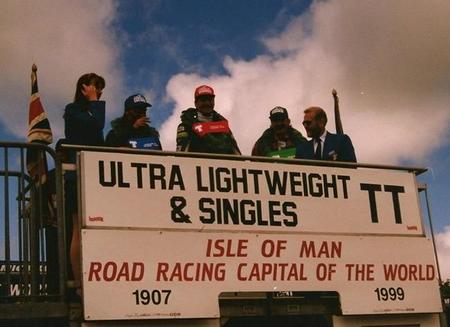 ULTRA LIGHTWEIGHT
& SINGLES TT
ISLE OF MAN
ROAD RACING CAPITAL OF THE WORLD
1907 1999